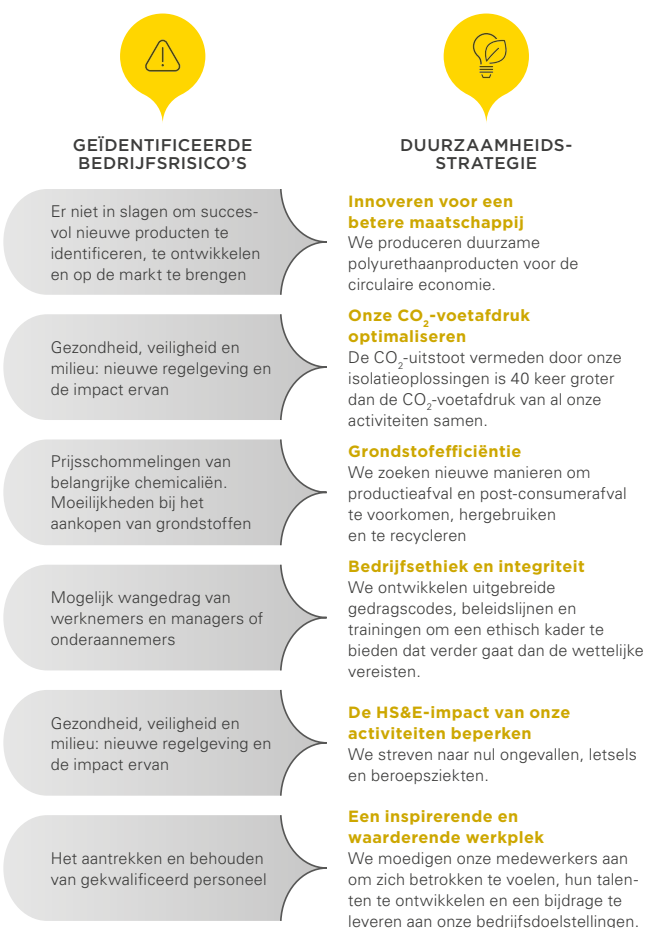 GEÏDENTIFICEERDE
BEDRIJFSRISICO'S
DUURZAAMHEIDS-
STRATEGIE
Er niet in slagen om succes-
vol nieuwe producten te
identificeren, te ontwikkelen
en op de markt te brengen
Innoveren voor een
betere maatschappij
We produceren duurzame
polyurethaanproducten voor de
circulaire economie.
Gezondheid, veiligheid en
milieu: nieuwe regelgeving en
de impact ervan
Onze CO₂-voetafdruk
optimaliseren
De CO₂-uitstoot vermeden door onze
isolatieoplossingen is 40 keer groter
dan de CO₂-voetafdruk van al onze
activiteiten samen.
Prijsschommelingen van
belangrijke chemicaliën.
Moeilijkheden bij het
aankopen van grondstoffen
Grondstofefficiëntie
We zoeken nieuwe manieren om
productieafval en post-consumerafval
te voorkomen, hergebruiken
en te recycleren
Mogelijk wangedrag van
werknemers en managers of
onderaannemers
Bedrijfsethiek en integriteit
We ontwikkelen uitgebreide
gedragscodes, beleidslijnen en
trainingen om een ethisch kader te
bieden dat verder gaat dan de wettelijke
vereisten.
Gezondheid, veiligheid en
milieu: nieuwe regelgeving en
de impact ervan
De HS&E-impact van onze
activiteiten beperken
We streven naar nul ongevallen, letsels
en beroepsziekten.
Het aantrekken en behouden
van gekwalificeerd personeel
Een inspirerende en
waarderende werkplek
We moedigen onze medewerkers aan
om zich betrokken te voelen, hun talen-
ten te ontwikkelen en een bijdrage te
leveren aan onze bedrijfsdoelstellingen.